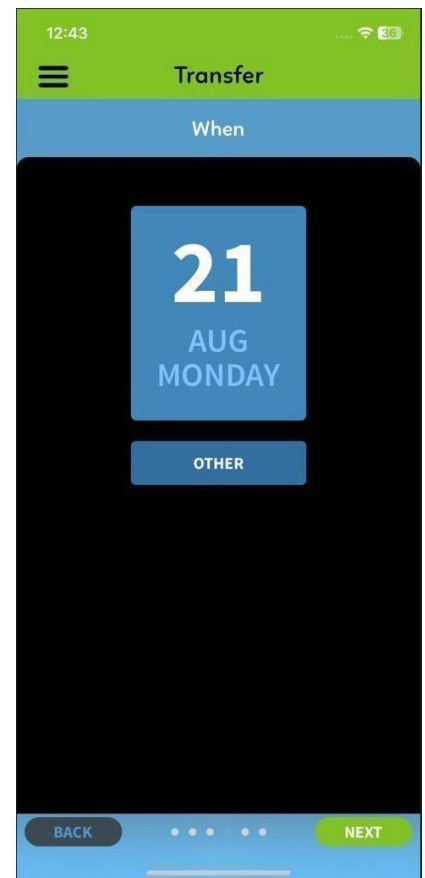 12:43
36
Transfer
When
21
AUG
MONDAY
OTHER
BACK
NEXT